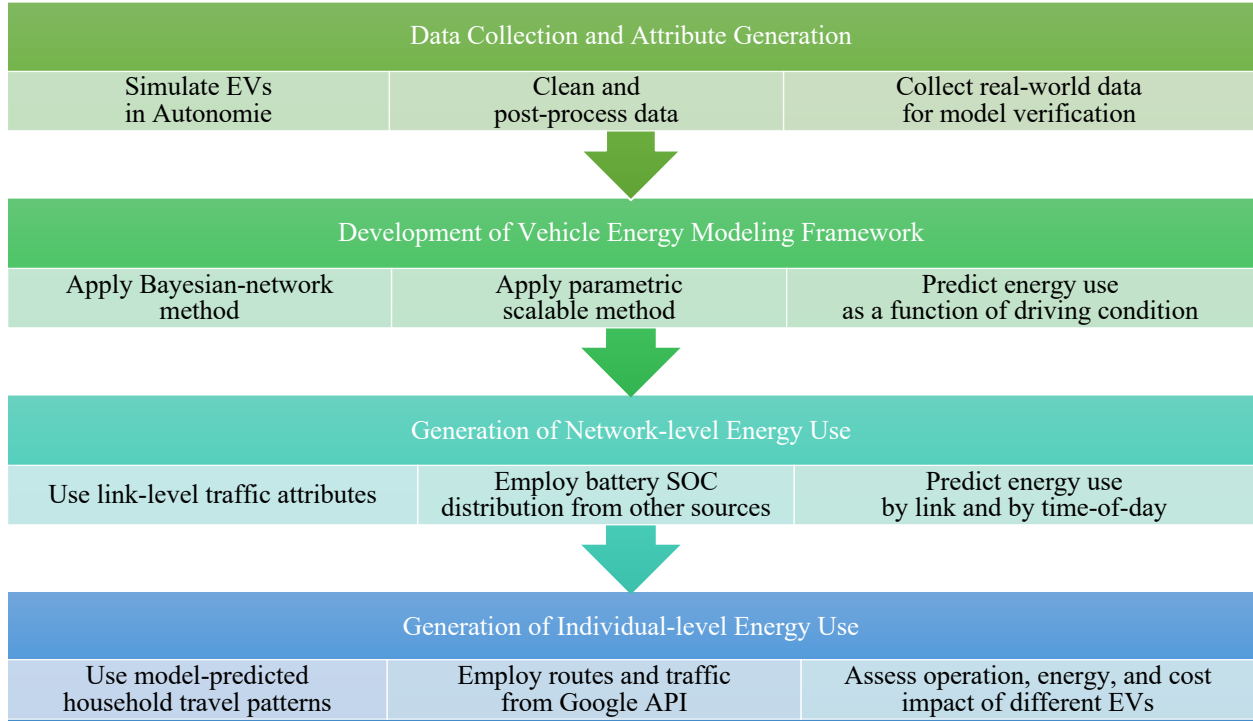 Data Collection and Attribute Generation
Simulate EVs
in Autonomie
Clean and
post-process data
Collect real-world data
for model verification
Development of Vehicle Energy Modeling Framework
Apply Bayesian-network
method
Apply parametric
scalable method
Predict energy use
as a function of driving condition
Generation of Network-level Energy Use
Use link-level traffic attributes
Employ battery SOC
distribution from other sources
Predict energy use
by link and by time-of-day
Generation of Individual-level Energy Use
Use model-predicted
household travel patterns
Employ routes and traffic
from Google API
Assess operation, energy, and cost
impact of different EVs